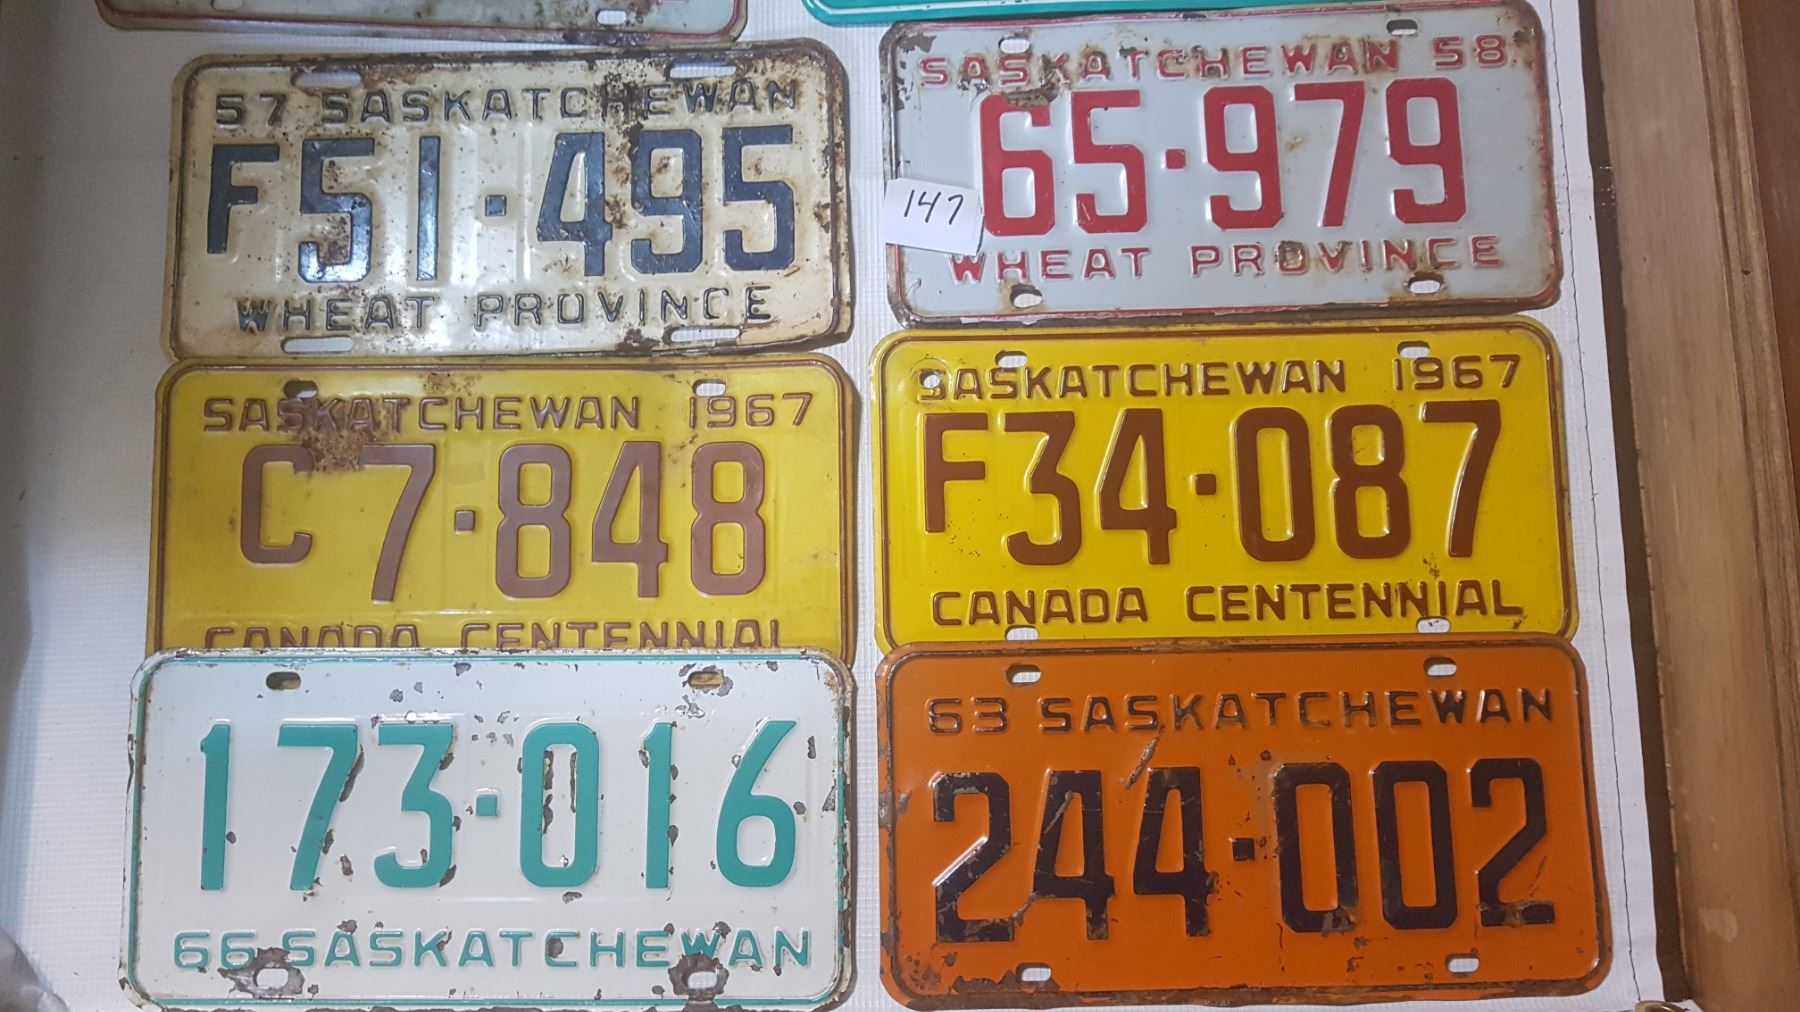 57 SASKATCHEWAN
F51·495
WHEAT PROVINCE
SASKATCHEWAN 58
65·979
WHEAT PROVINCE
147
SASKATCHEWAN 1967
C7·848
CANADA CENTENNIAL
SASKATCHEWAN 1967
F34·087
CANADA CENTENNIAL
173·016
66 SASKATCHEWAN
63 SASKATCHEWAN
244·002